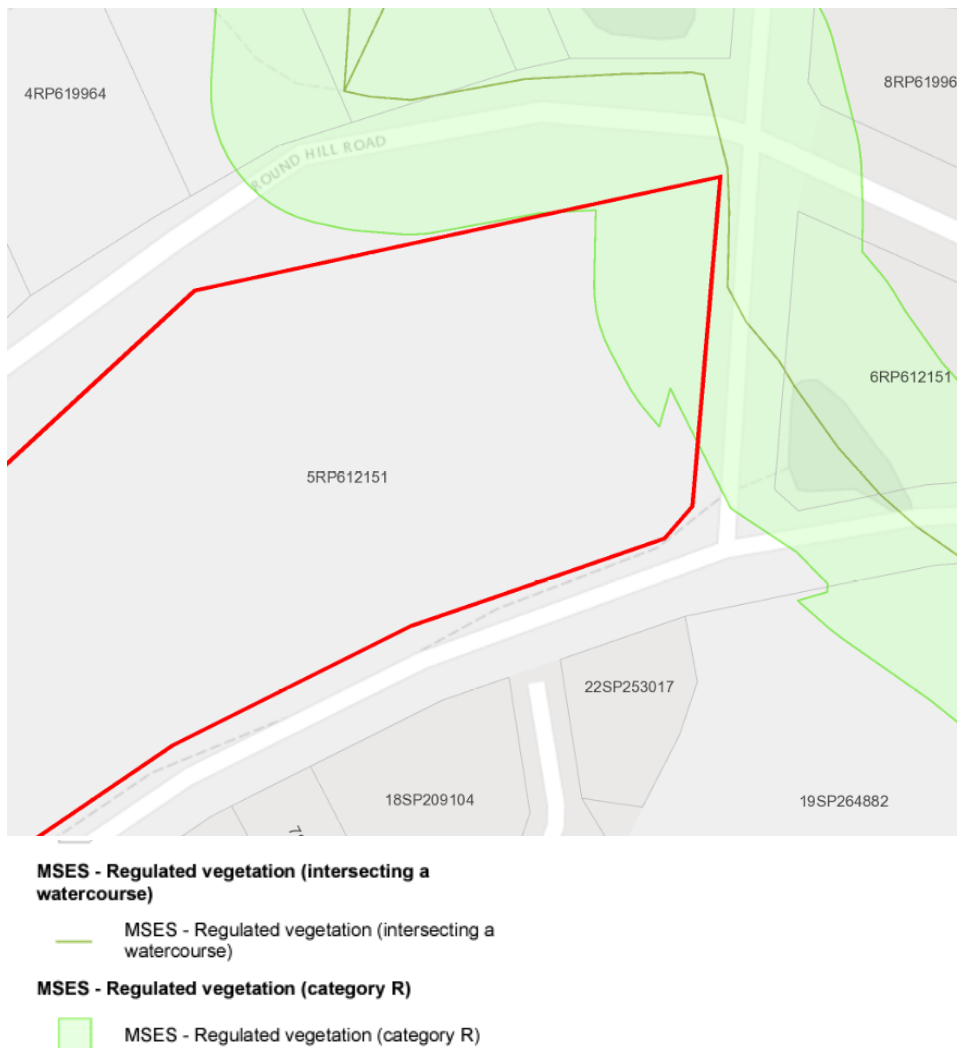 4RP619964
8RP61996
ROUND HILL ROAD
6RP612151
5RP612151
22SP253017
18SP209104
19SP264882
MSES - Regulated vegetation (intersecting a
watercourse)
MSES - Regulated vegetation (intersecting a
watercourse)
MSES - Regulated vegetation (category R)
MSES - Regulated vegetation (category R)